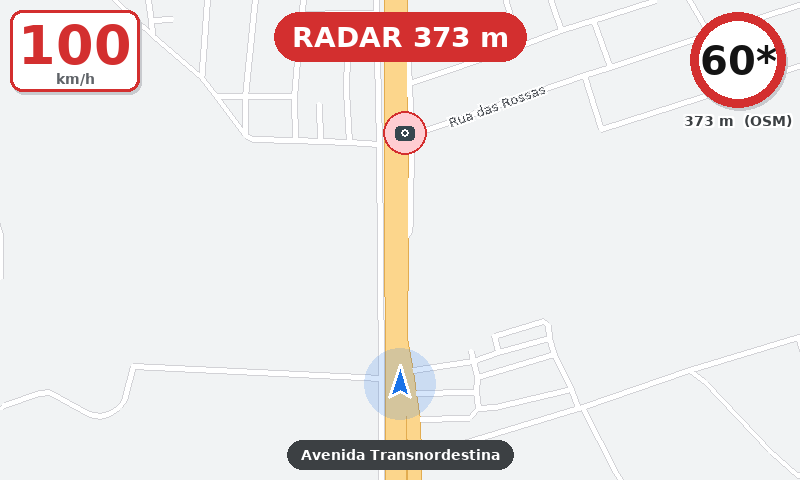 100
km/h
RADAR 373 m
60*
373 m (OSM)
Rua das Rossas
Avenida Transnordestina